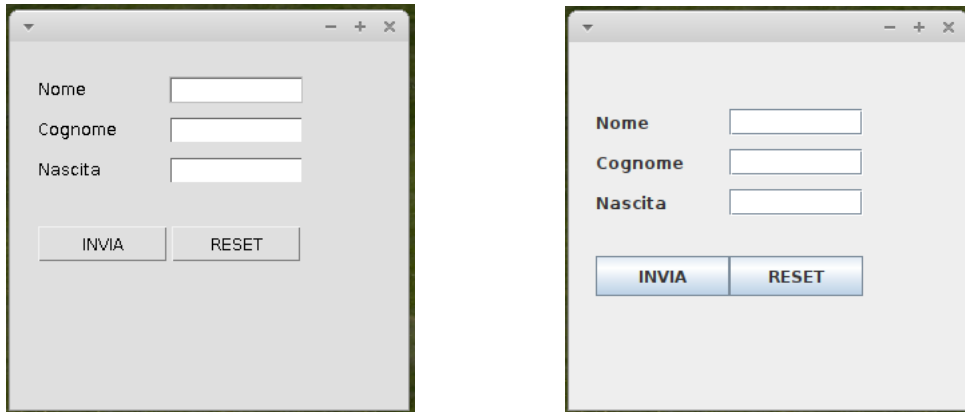 Nome
Cognome
Nascita
INVIA RESET
Nome
Cognome
Nascita
INVIA RESET